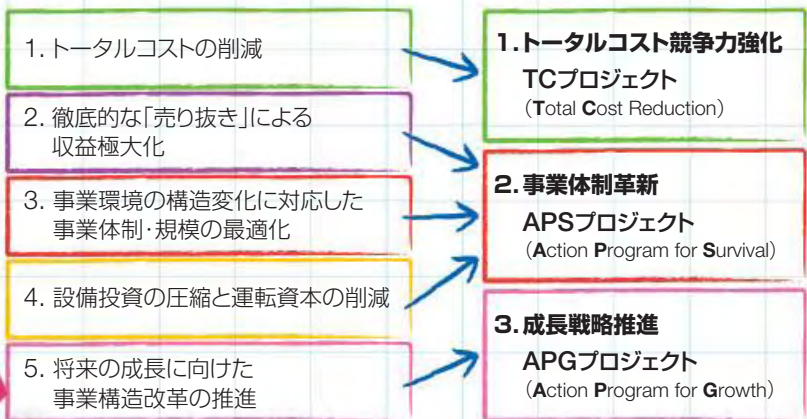 1. トータルコストの削減
2. 徹底的な「売り抜き」による
収益極大化
3. 事業環境の構造変化に対応した
事業体制・規模の最適化
4. 設備投資の圧縮と運転資本の削減
5. 将来の成長に向けた
事業構造改革の推進
1.トータルコスト競争力強化
TCプロジェクト
（Total Cost Reduction）
2.事業体制革新
APSプロジェクト
（Action Program for Survival）
3.成長戦略推進
APGプロジェクト
（Action Program for Growth）